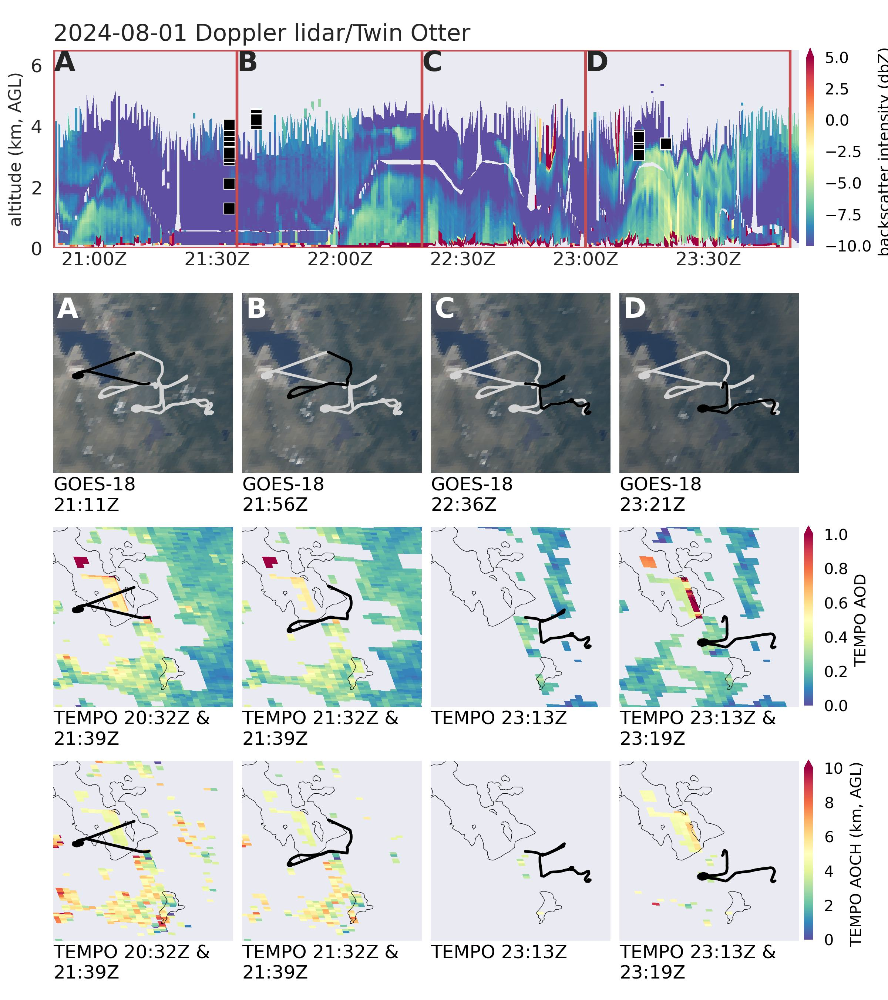 2024-08-01 Doppler lidar/Twin Otter
A B C D
6
4
2
0
altitude (km, AGL)
21:00Z 21:30Z 22:00Z 22:30Z 23:00Z 23:30Z
5.0
2.5
0.0
−2.5
−5.0
−7.5
−10.0
backscatter intensity (dbZ)
A B C D
GOES-18
21:11Z
GOES-18
21:56Z
GOES-18
22:36Z
GOES-18
23:21Z
1.0
0.8
0.6
0.4
0.2
0.0
TEMPO AOD
TEMPO 20:32Z &
21:39Z
TEMPO 21:32Z &
21:39Z
TEMPO 23:13Z
TEMPO 23:13Z &
23:19Z
10
8
6
4
2
0
TEMPO AOCH (km, AGL)
TEMPO 20:32Z &
21:39Z
TEMPO 21:32Z &
21:39Z
TEMPO 23:13Z
TEMPO 23:13Z &
23:19Z